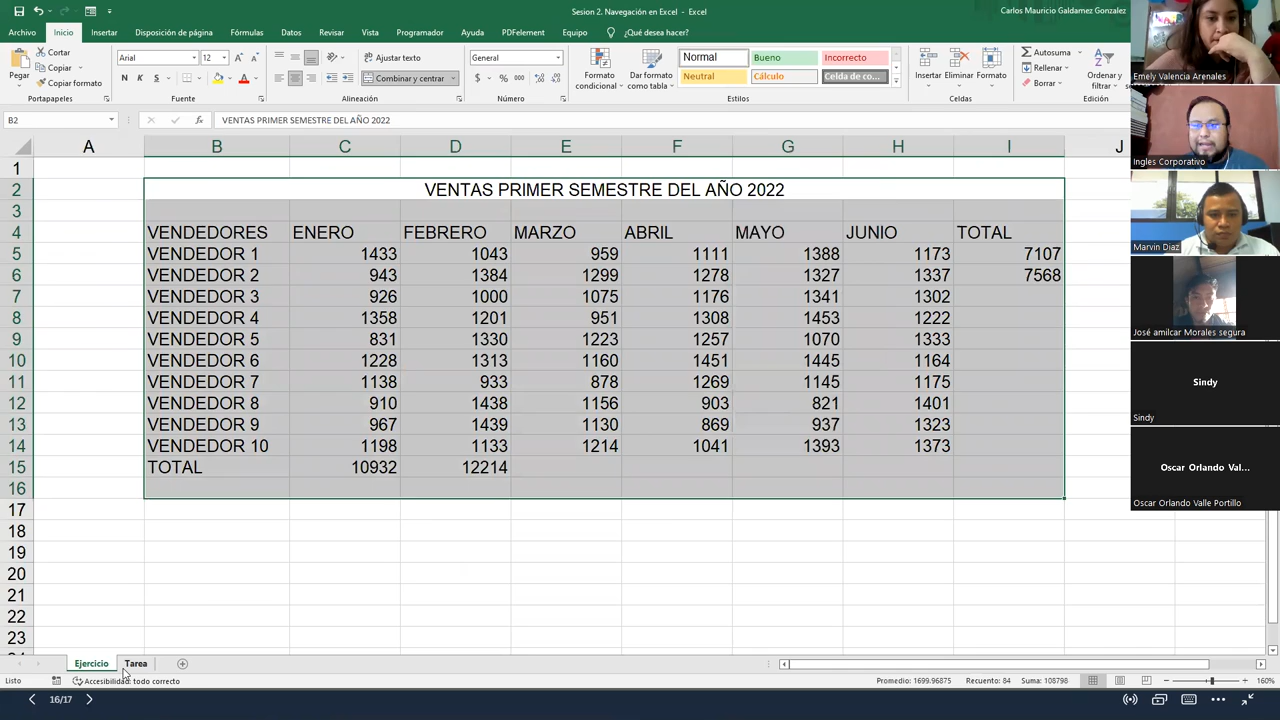 Sesion 2. Navegación en Excel - Excel
Carlos Mauricio Galdamez Gonzalez
Archivo Inicio Insertar Disposición de página Fórmulas Datos Revisar Vista Programador Ayuda PDFelement Equipo ¿Qué desea hacer?
Pegar
Cortar
Copiar
Copiar formato
Portapapeles
Arial 12
N K S
Fuente
Ajustar texto
Combinar y centrar
Alineación
General
$ % 000
Número
Formato condicional
Dar formato como tabla
Normal Bueno Incorrecto
Neutral Cálculo Celda de co...
Estilos
Insertar Eliminar Formato
Celdas
Autosuma
Rellenar
Borrar
Ordenar y filtrar
Edición
B2 fx VENTAS PRIMER SEMESTRE DEL AÑO 2022
A B C D E F G H I J
1
2 VENTAS PRIMER SEMESTRE DEL AÑO 2022
3
4 VENDEDORES ENERO FEBRERO MARZO ABRIL MAYO JUNIO TOTAL
5 VENDEDOR 1 1433 1043 959 1111 1388 1173 7107
6 VENDEDOR 2 943 1384 1299 1278 1327 1337 7568
7 VENDEDOR 3 926 1000 1075 1176 1341 1302
8 VENDEDOR 4 1358 1201 951 1308 1453 1222
9 VENDEDOR 5 831 1330 1223 1257 1070 1333
10 VENDEDOR 6 1228 1313 1160 1451 1445 1164
11 VENDEDOR 7 1138 933 878 1269 1145 1175
12 VENDEDOR 8 910 1438 1156 903 821 1401
13 VENDEDOR 9 967 1439 1130 869 937 1323
14 VENDEDOR 10 1198 1133 1214 1041 1393 1373
15 TOTAL 10932 12214
16
17
18
19
20
21
22
23
Ejercicio Tarea
Listo Accesibilidad: todo correcto Promedio: 1699.96875 Recuento: 84 Suma: 108798 160%
16/17
Emely Valencia Arenales
Ingles Corporativo
Marvin Diaz
José amilcar Morales segura
Sindy
Sindy
Oscar Orlando Val...
Oscar Orlando Valle Portillo